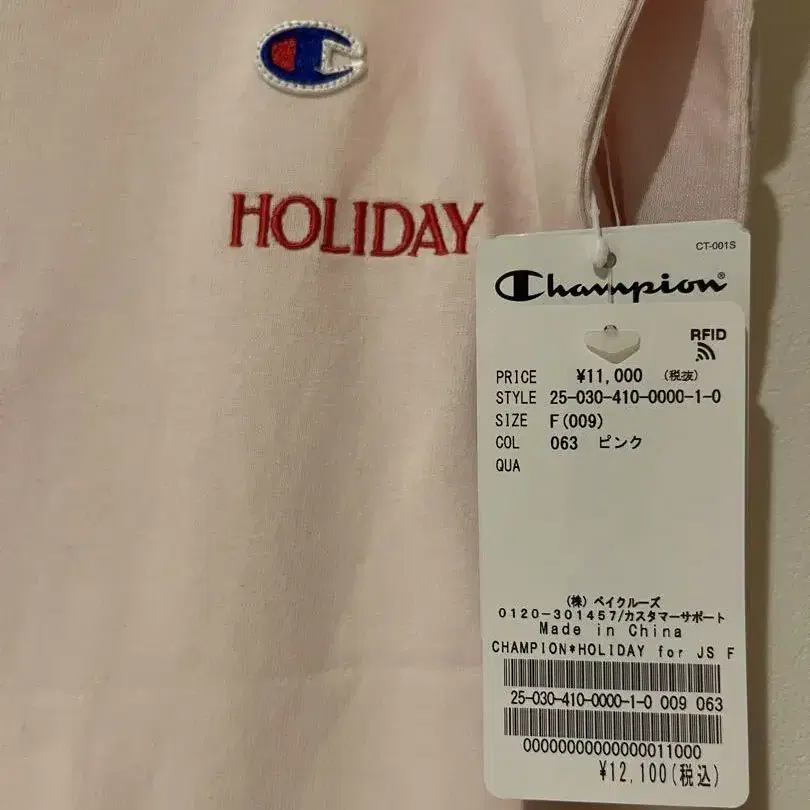 HOLIDAY
CT-001S
Champion®
RFID
PRICE ¥11,000 (税抜)
STYLE 25-030-410-0000-1-0
SIZE F(009)
COL 063 ピンク
QUA
(株) ベイクルーズ
0120-301457/カスタマーサポート
Made in China
CHAMPION*HOLIDAY for JS F
25-030-410-0000-1-0 009 063
00000000000000011000
¥12,100(税込)